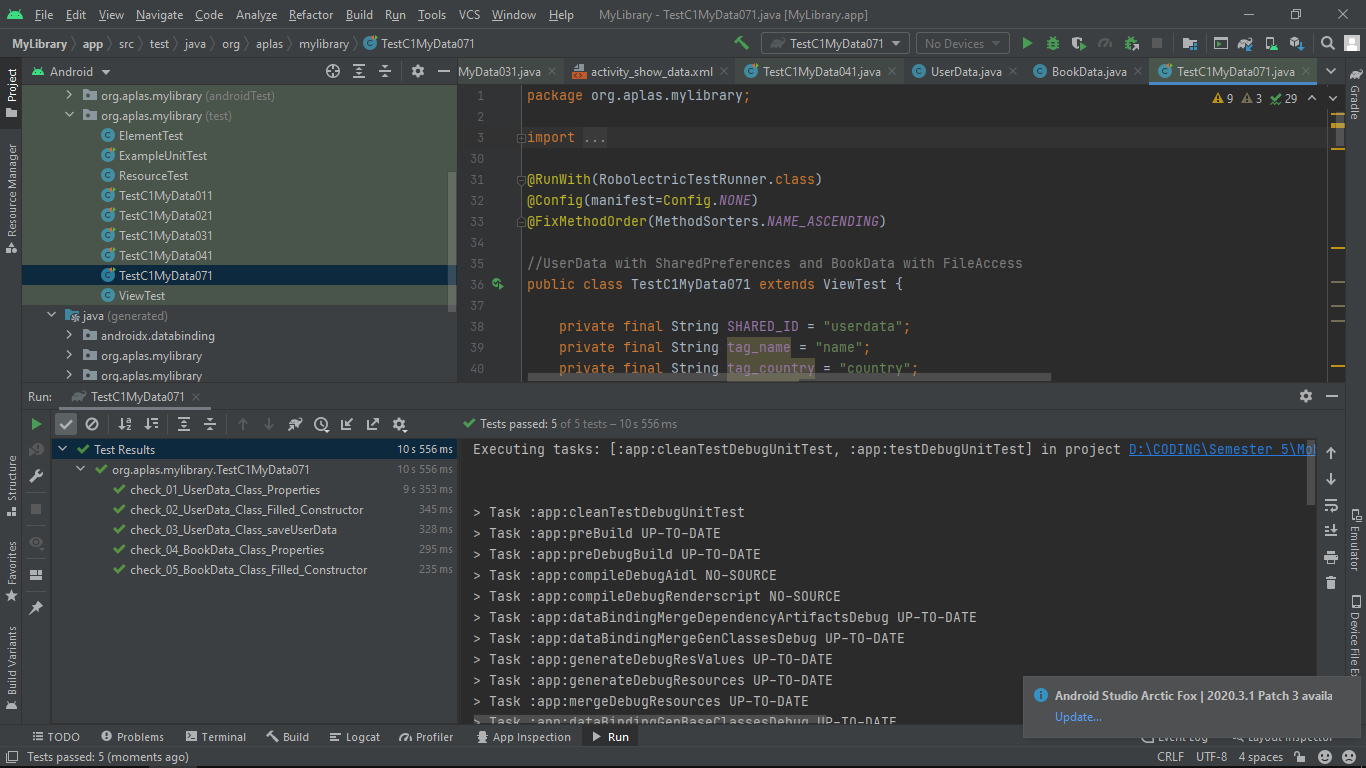 File Edit View Navigate Code Analyze Refactor Build Run Tools VCS Window Help MyLibrary - TestC1MyData071.java [MyLibrary.app]
MyLibrary app src test java org aplas mylibrary TestC1MyData071 TestC1MyData071 No Devices
Project
Resource Manager
Structure
Favorites
Build Variants
Android
MyData031.java activity_show_data.xml TestC1MyData041.java UserData.java BookData.java TestC1MyData071.java
org.aplas.mylibrary (androidTest)
org.aplas.mylibrary (test)
ElementTest
ExampleUnitTest
ResourceTest
TestC1MyData011
TestC1MyData021
TestC1MyData031
TestC1MyData041
TestC1MyData071
ViewTest
java (generated)
androidx.databinding
org.aplas.mylibrary
org.aplas.mylibrary
9 3 29
1 package org.aplas.mylibrary;
2
3 import ...
30
31 @RunWith(RobolectricTestRunner.class)
32 @Config(manifest=Config.NONE)
33 @FixMethodOrder(MethodSorters.NAME_ASCENDING)
34
35 //UserData with SharedPreferences and BookData with FileAccess
36 public class TestC1MyData071 extends ViewTest {
37
38 private final String SHARED_ID = "userdata";
39 private final String tag_name = "name";
40 private final String tag_country = "country";
Gradle
Emulator
Device File Ex
Run: TestC1MyData071
Tests passed: 5 of 5 tests – 10 s 556 ms
Test Results 10 s 556 ms
org.aplas.mylibrary.TestC1MyData071 10 s 556 ms
check_01_UserData_Class_Properties 9 s 353 ms
check_02_UserData_Class_Filled_Constructor 345 ms
check_03_UserData_Class_saveUserData 328 ms
check_04_BookData_Class_Properties 295 ms
check_05_BookData_Class_Filled_Constructor 235 ms
Executing tasks: [:app:cleanTestDebugUnitTest, :app:testDebugUnitTest] in project D:\CODING\Semester 5\Mo
> Task :app:cleanTestDebugUnitTest
> Task :app:preBuild UP-TO-DATE
> Task :app:preDebugBuild UP-TO-DATE
> Task :app:compileDebugAidl NO-SOURCE
> Task :app:compileDebugRenderscript NO-SOURCE
> Task :app:dataBindingMergeDependencyArtifactsDebug UP-TO-DATE
> Task :app:dataBindingMergeGenClassesDebug UP-TO-DATE
> Task :app:generateDebugResValues UP-TO-DATE
> Task :app:generateDebugResources UP-TO-DATE
> Task :app:mergeDebugResources UP-TO-DATE
> Task :app:dataBindingGenBaseClassesDebug UP-TO-DATE
Android Studio Arctic Fox | 2020.3.1 Patch 3 availa
Update...
TODO Problems Terminal Build Logcat Profiler App Inspection Run Event Log Layout Inspector
Tests passed: 5 (moments ago) CRLF UTF-8 4 spaces